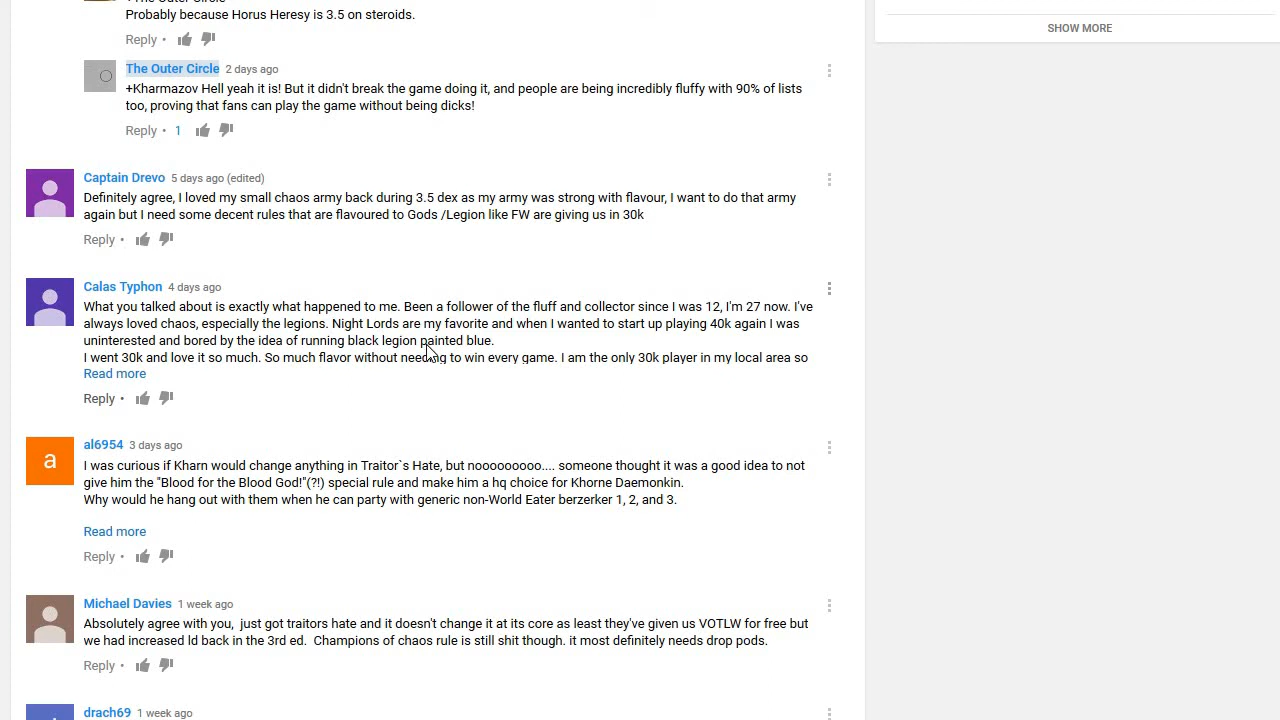 Probably because Horus Heresy is 3.5 on steroids.
Reply •
SHOW MORE
The Outer Circle 2 days ago
+Kharmazov Hell yeah it is! But it didn't break the game doing it, and people are being incredibly fluffy with 90% of lists
too, proving that fans can play the game without being dicks!
Reply • 1
Captain Drevo 5 days ago (edited)
Definitely agree, I loved my small chaos army back during 3.5 dex as my army was strong with flavour, I want to do that army
again but I need some decent rules that are flavoured to Gods /Legion like FW are giving us in 30k
Reply •
Calas Typhon 4 days ago
What you talked about is exactly what happened to me. Been a follower of the fluff and collector since I was 12, I'm 27 now. I've
always loved chaos, especially the legions. Night Lords are my favorite and when I wanted to start up playing 40k again I was
uninterested and bored by the idea of running black legion painted blue.
I went 30k and love it so much. So much flavor without needing to win every game. I am the only 30k player in my local area so
Read more
Reply •
a
al6954 3 days ago
I was curious if Kharn would change anything in Traitor`s Hate, but nooooooooo.... someone thought it was a good idea to not
give him the "Blood for the Blood God!"(?!) special rule and make him a hq choice for Khorne Daemonkin.
Why would he hang out with them when he can party with generic non-World Eater berzerker 1, 2, and 3.
Read more
Reply •
Michael Davies 1 week ago
Absolutely agree with you,  just got traitors hate and it doesn't change it at its core as least they've given us VOTLW for free but
we had increased ld back in the 3rd ed.  Champions of chaos rule is still shit though. it most definitely needs drop pods.
Reply •
drach69 1 week ago